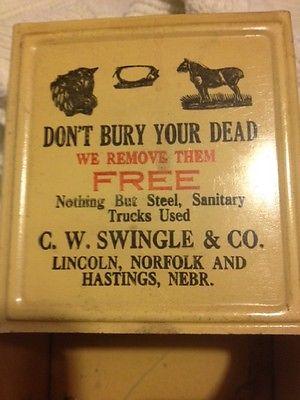 DON'T BURY YOUR DEAD
WE REMOVE THEM
FREE
Nothing But Steel, Sanitary
Trucks Used
C. W. SWINGLE & CO.
LINCOLN, NORFOLK AND
HASTINGS, NEBR.